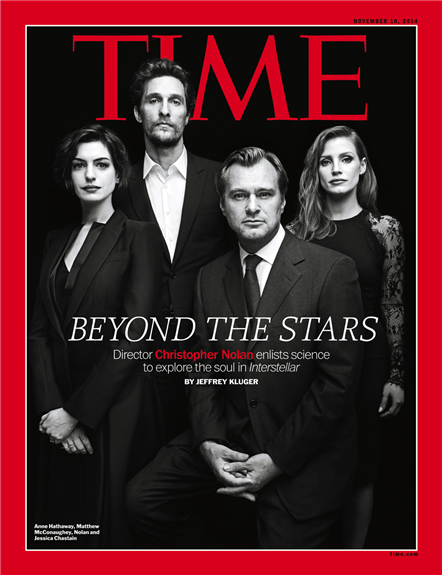 NOVEMBER 10, 2014
TIME
BEYOND THE STARS
Director Christopher Nolan enlists science
to explore the soul in Interstellar
BY JEFFREY KLUGER
Anne Hathaway, Matthew
McConaughey, Nolan and
Jessica Chastain
time.com